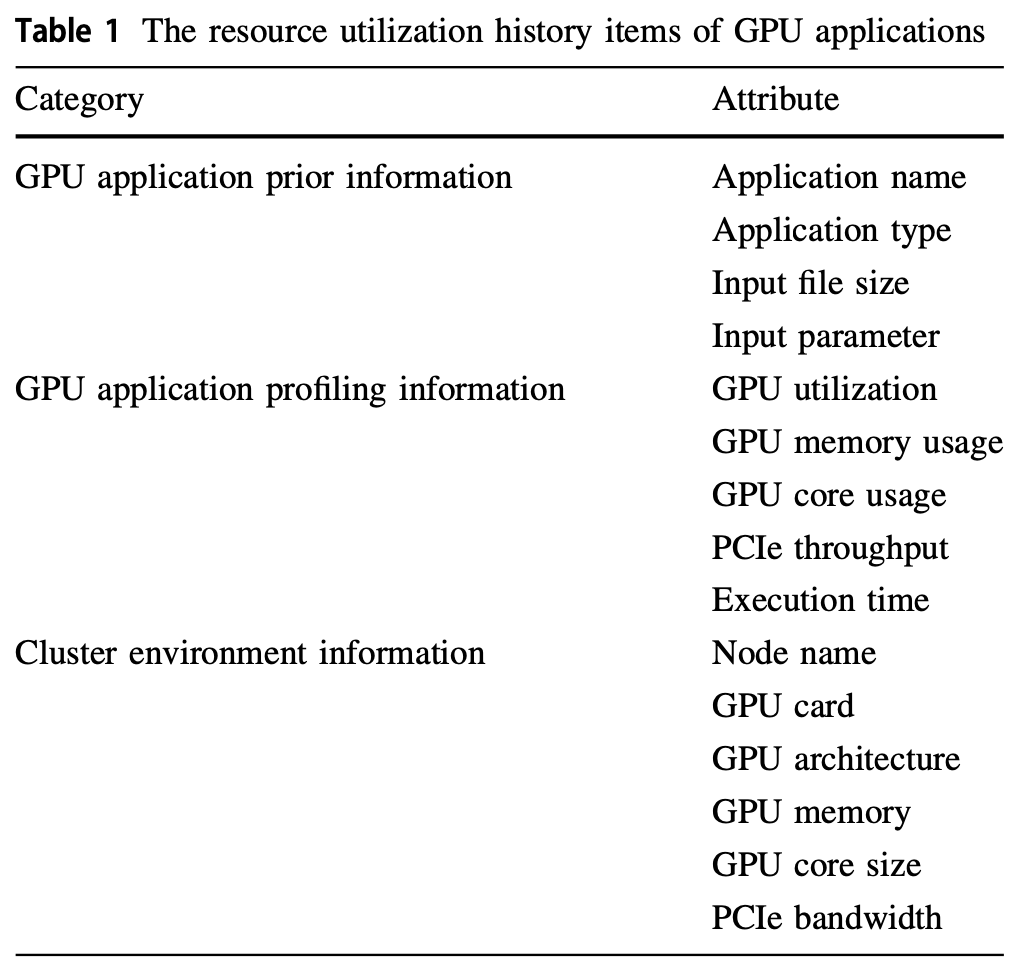 Table 1 The resource utilization history items of GPU applications
Category Attribute
GPU application prior information Application name
Application type
Input file size
Input parameter
GPU application profiling information GPU utilization
GPU memory usage
GPU core usage
PCIe throughput
Execution time
Cluster environment information Node name
GPU card
GPU architecture
GPU memory
GPU core size
PCIe bandwidth